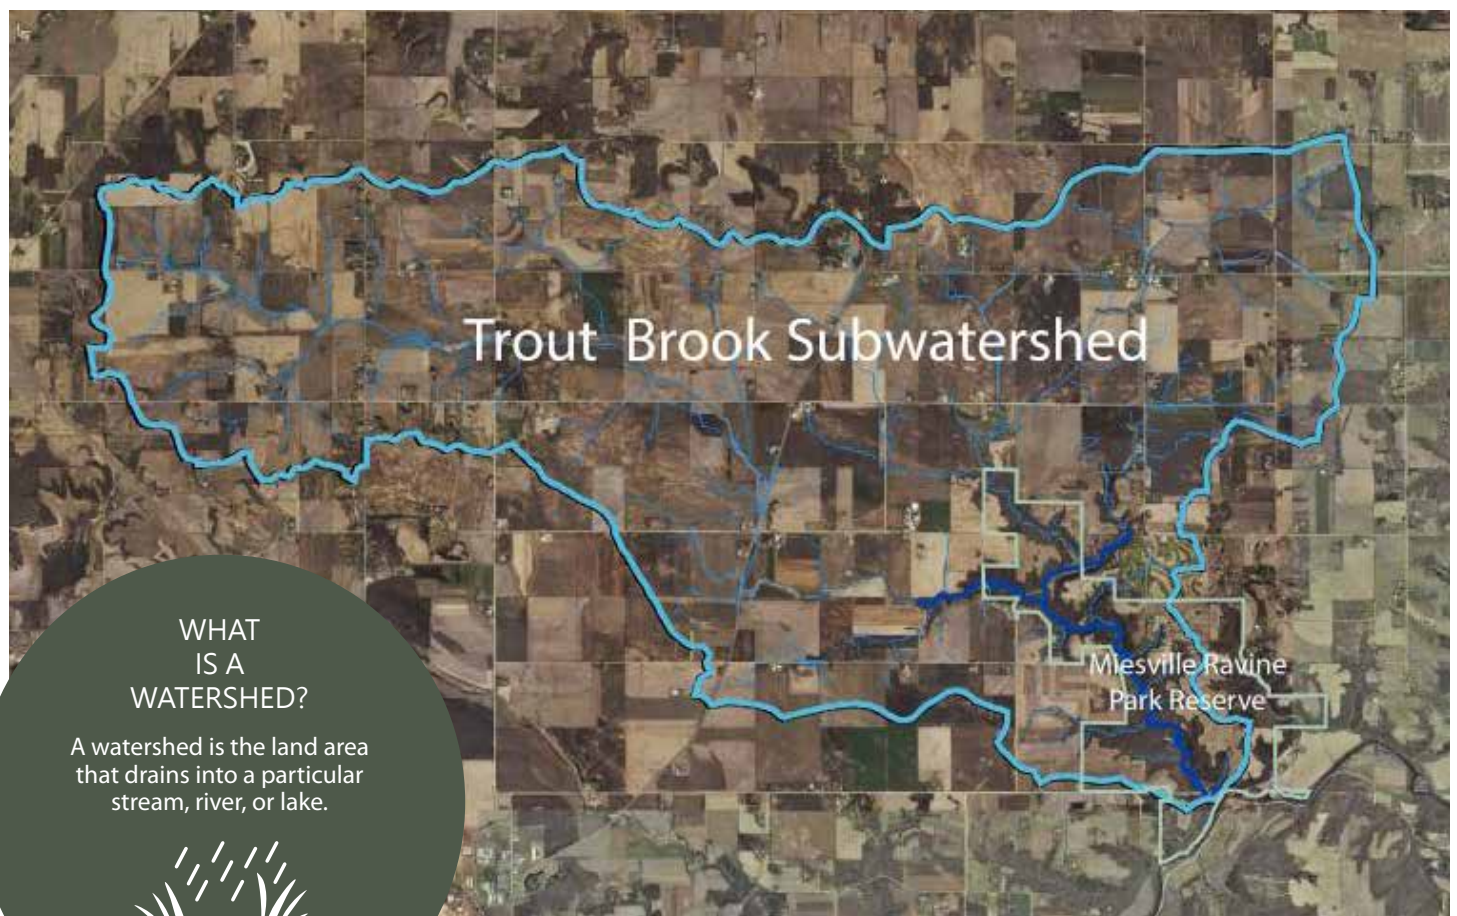 Trout Brook Subwatershed
Miesville Ravine
Park Reserve
WHAT
IS A
WATERSHED?
A watershed is the land area
that drains into a particular
stream, river, or lake.